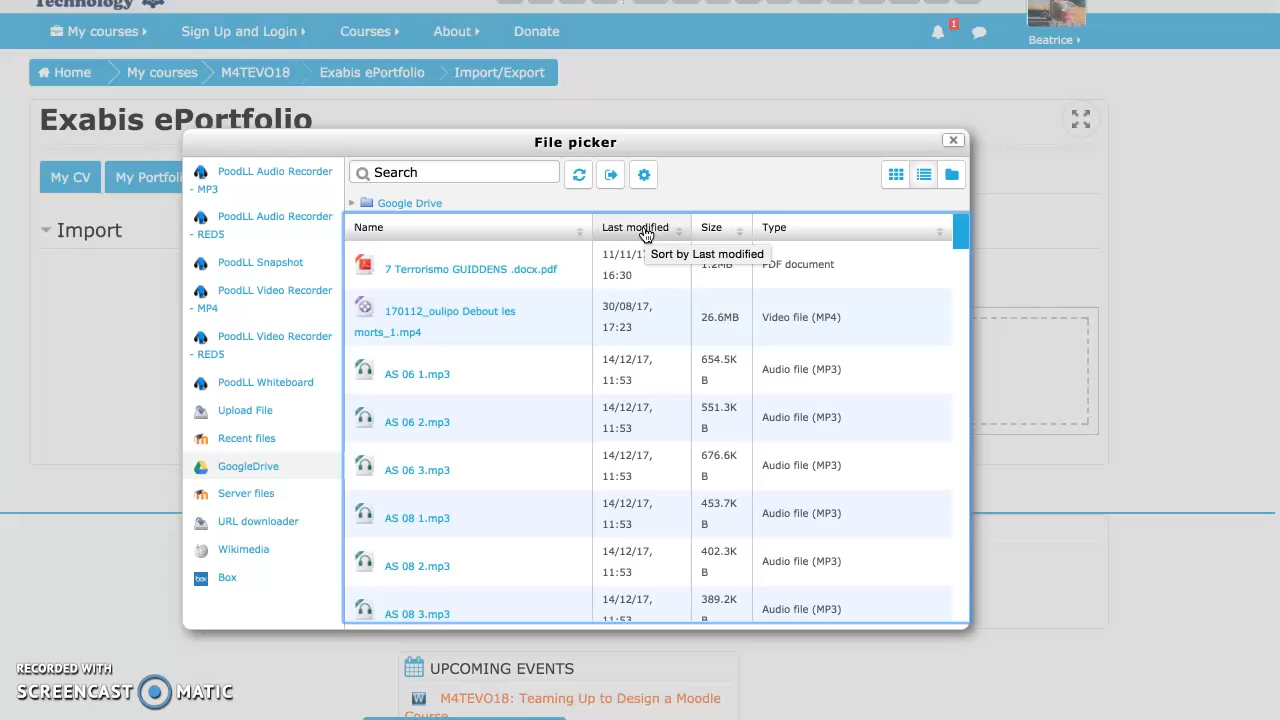 Technology
My courses
Sign Up and Login
Courses
About
Donate
1
Beatrice
Home
My courses
M4TEVO18
Exabis ePortfolio
Import/Export
Exabis ePortfolio
My CV
My Portfoli
Import
File picker
Search
Google Drive
PoodLL Audio Recorder
- MP3
PoodLL Audio Recorder
- RED5
PoodLL Snapshot
PoodLL Video Recorder
- MP4
PoodLL Video Recorder
- RED5
PoodLL Whiteboard
Upload File
Recent files
GoogleDrive
Server files
URL downloader
Wikimedia
Box
box
Name
Last modified
Size
Type
Sort by Last modified
7 Terrorismo GUIDDENS .docx.pdf
11/11/1
16:30
1.2MB
PDF document
170112_oulipo Debout les
morts_1.mp4
30/08/17,
17:23
26.6MB
Video file (MP4)
AS 06 1.mp3
14/12/17,
11:53
654.5K
B
Audio file (MP3)
AS 06 2.mp3
14/12/17,
11:53
551.3K
B
Audio file (MP3)
AS 06 3.mp3
14/12/17,
11:53
676.6K
B
Audio file (MP3)
AS 08 1.mp3
14/12/17,
11:53
453.7K
B
Audio file (MP3)
AS 08 2.mp3
14/12/17,
11:53
402.3K
B
Audio file (MP3)
AS 08 3.mp3
14/12/17,
11:53
389.2K
B
Audio file (MP3)
UPCOMING EVENTS
M4TEVO18: Teaming Up to Design a Moodle
Course
RECORDED WITH
SCREENCAST MATIC